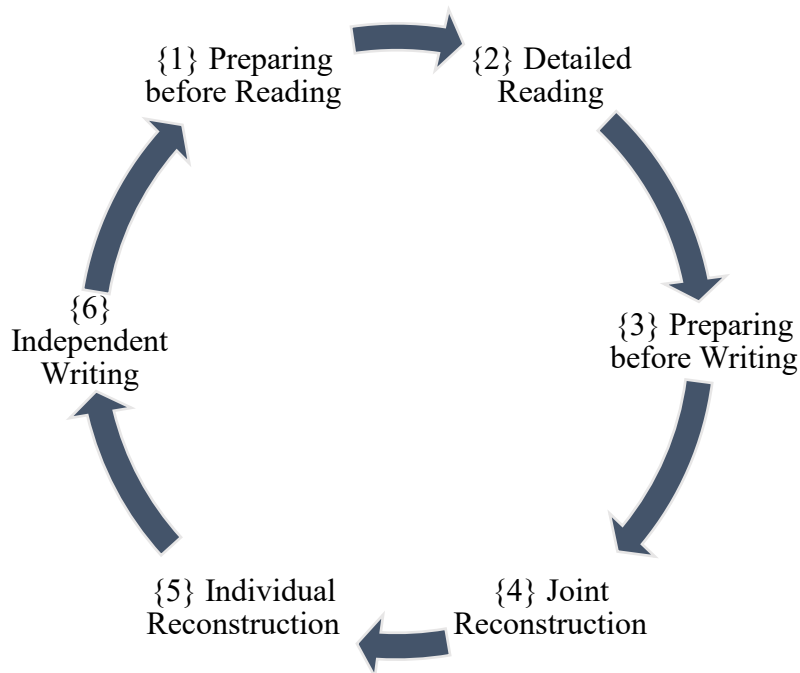 {1} Preparing
before Reading
{2} Detailed
Reading
{3} Preparing
before Writing
{4} Joint
Reconstruction
{5} Individual
Reconstruction
{6}
Independent
Writing